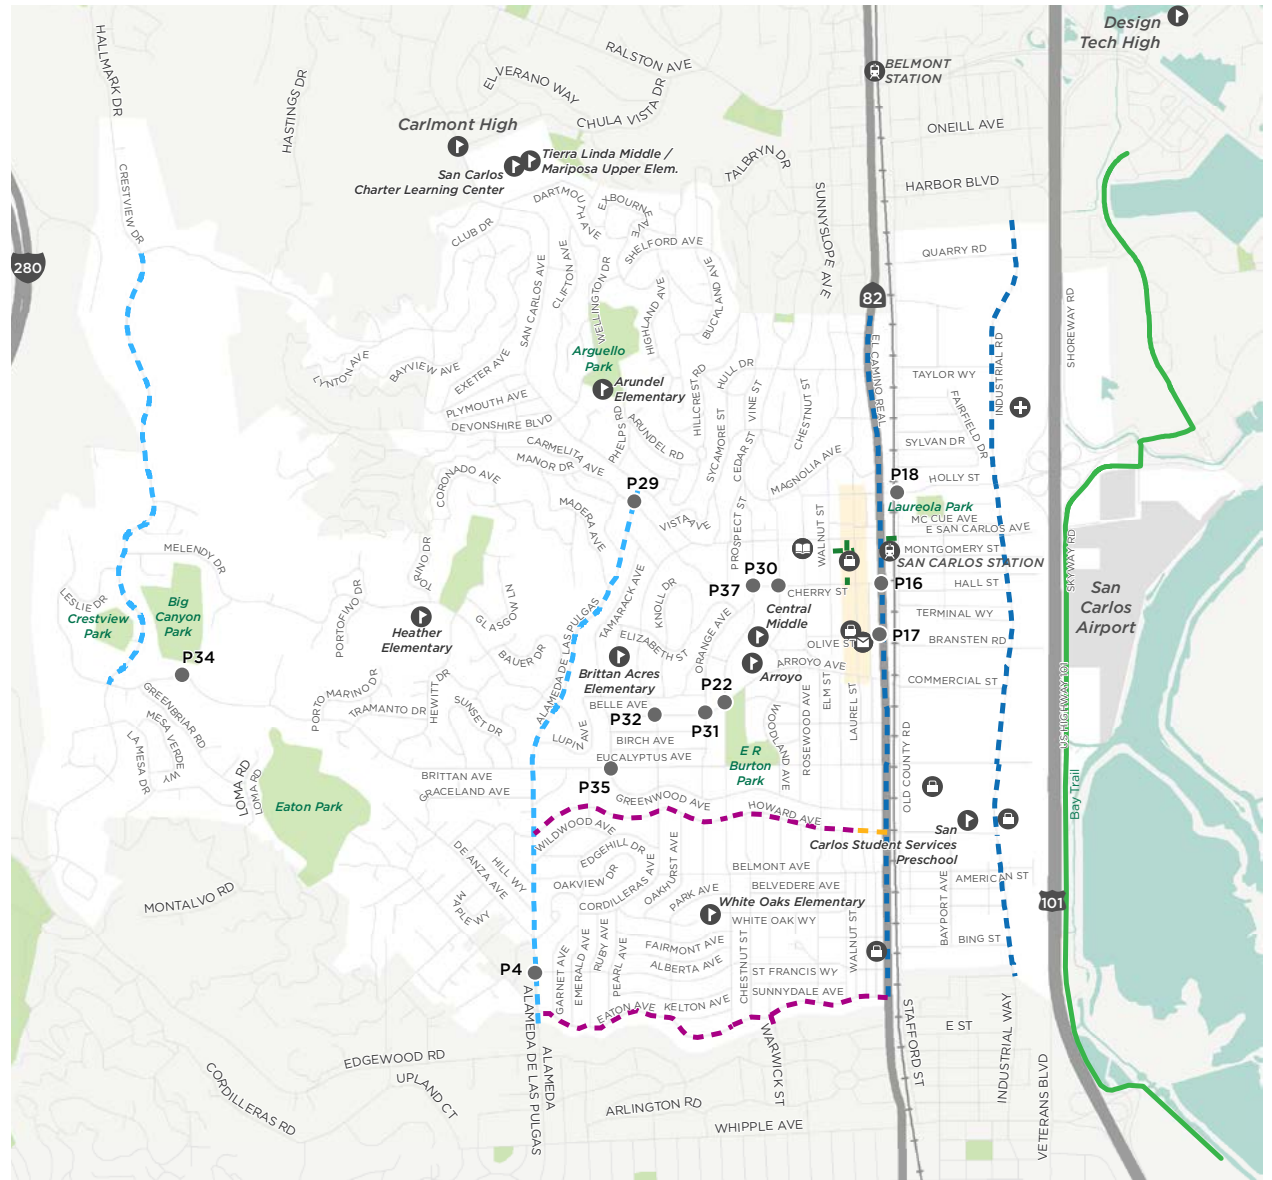 Design
Tech High
HALLMARK DR
HASTINGS DR
RALSTON AVE
EL VERANO WAY
CHULA VISTA DR
BELMONT
STATION
ONEILL AVE
Carlmont High
San Carlos
Charter Learning Center
Tierra Linda Middle /
Mariposa Upper Elem.
TALBRYN DR
SUNNYSLOPE AVE
HARBOR BLVD
CRESTVIEW DR
CLUB DR
DARTMOUTH AVE
ELBOURNE AVE
SHELFORD AVE
QUARRY RD
280
82
SAN CARLOS AVE
CLIFTON AVE
WELLINGTON DR
HIGHLAND AVE
BUCKLAND AVE
EL CAMINO REAL
INDUSTRIAL RD
SHOREWAY RD
Arguello
Park
BAYVIEW AVE
EXETER AVE
PLYMOUTH AVE
DEVONSHIRE BLVD
Arundel
Elementary
HULL DR
HILLCREST RD
VINE ST
CHESTNUT ST
TAYLOR WY
FAIRFIELD DR
PHELPS RD
ARUNDEL RD
SYCAMORE ST
CEDAR ST
MAGNOLIA AVE
SYLVAN DR
CARMELITA AVE
MANOR DR
CORONADO AVE
P29
P18
HOLLY ST
Laureola Park
MADERA AVE
VISTA AVE
PROSPECT ST
WALNUT ST
MC CUE AVE
E SAN CARLOS AVE
MONTGOMERY ST
SAN CARLOS STATION
SKYWAY RD
MELENDY DR
TORINO DR
PORTOFINO DR
LESLIE DR
Crestview
Park
Big
Canyon
Park
P34
Heather
Elementary
GLASGOW LN
BAUER DR
ALAMEDA DE LAS PULGAS
TAMARACK AVE
KNOLL DR
ELIZABETH ST
ORANGE AVE
P30
P37
CHERRY ST
P16
HALL ST
Central
Middle
TERMINAL WY
San
Carlos
Airport
OLIVE ST
P17
BRANSTEN RD
Brittan Acres
Elementary
ARROYO AVE
Arroyo
COMMERCIAL ST
US HIGHWAY 101
GREENBRIAR RD
MESA VERDE WY
LA MESA DR
PORTO MARINO DR
TRAMANTO DR
HEWITT DR
SUNSET DR
LUPIN AVE
BELLE AVE
P32
P22
P31
BIRCH AVE
EUCALYPTUS AVE
P35
E R
Burton
Park
WOODLAND AVE
ROSEWOOD AVE
ELM ST
LAUREL ST
OLD COUNTY RD
LOMA RD
LOMA RD
Eaton Park
BRITTAN AVE
GRACELAND AVE
GREENWOOD AVE
HOWARD AVE
Bay Trail
San
Carlos Student Services
Preschool
WILDWOOD AVE
EDGEHILL DR
DE ANZA AVE
HILL WY
OAKVIEW DR
CORDILLERAS AVE
OAKHURST AVE
PARK AVE
BELMONT AVE
BELVEDERE AVE
White Oaks Elementary
WHITE OAK WY
AMERICAN ST
BAYPORT AVE
BING ST
101
MONTALVO RD
MAPLE WY
P4
GARNET AVE
EMERALD AVE
RUBY AVE
PEARL AVE
FAIRMONT AVE
ALBERTA AVE
CHESTNUT ST
WALNUT ST
ST FRANCIS WY
SUNNYDALE AVE
EATON AVE
KELTON AVE
ALAMEDA DE LAS PULGAS
ALAMEDA
WARWICK ST
STAFFORD ST
E ST
INDUSTRIAL WAY
VETERANS BLVD
EDGEWOOD RD
UPLAND CT
CORDILLERAS RD
ARLINGTON RD
WHIPPLE AVE